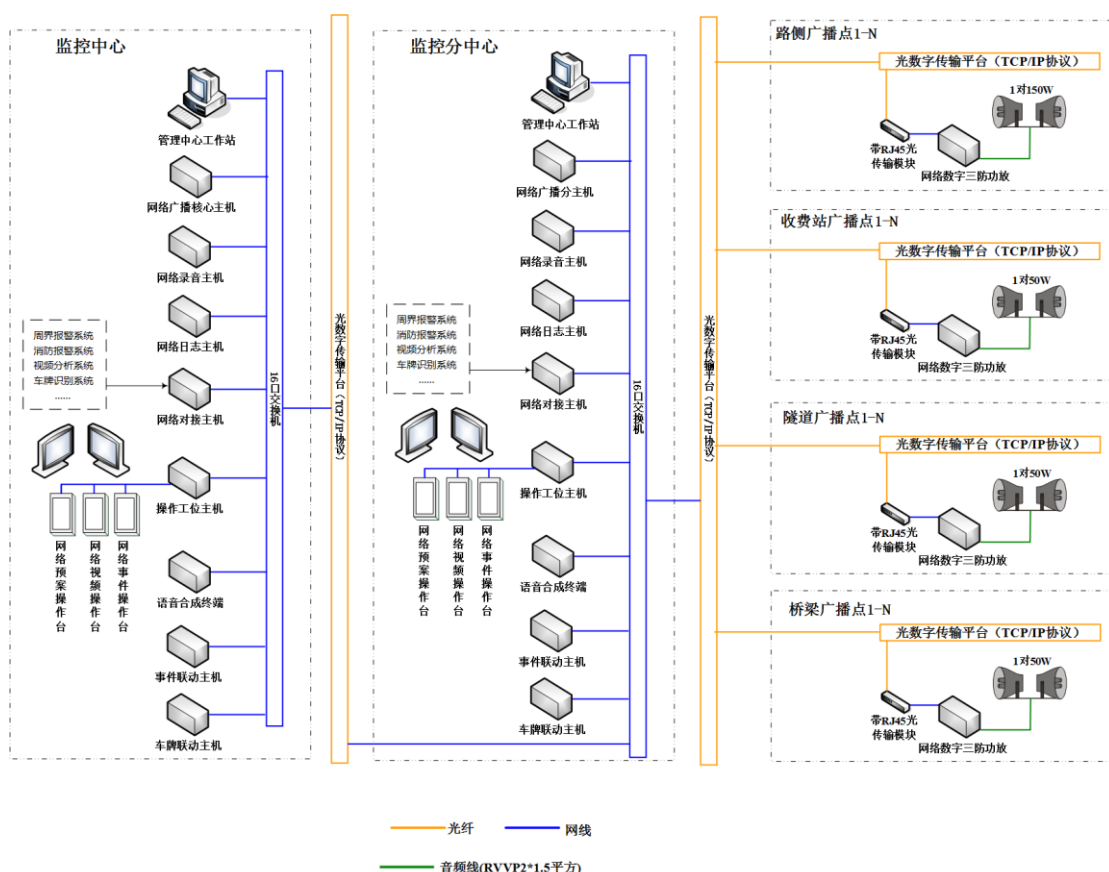 监控中心
管理中心工作站
网络广播核心主机
网络录音主机
网络日志主机
周界报警系统
消防报警系统
视频分析系统
车牌识别系统
......
网络对接主机
操作工位主机
网络预案操作台
网络视频操作台
网络事件操作台
语音合成终端
事件联动主机
车牌联动主机
16口交换机
光数字传输平台（TCP/IP协议）
监控分中心
管理中心工作站
网络广播分主机
网络录音主机
网络日志主机
周界报警系统
消防报警系统
视频分析系统
车牌识别系统
......
网络对接主机
操作工位主机
网络预案操作台
网络视频操作台
网络事件操作台
语音合成终端
事件联动主机
车牌联动主机
16口交换机
光数字传输平台（TCP/IP协议）
路侧广播点1-N
光数字传输平台（TCP/IP协议）
1对150W
带RJ45光
传输模块
网络数字三防功放
收费站广播点1-N
光数字传输平台（TCP/IP协议）
1对50W
带RJ45光
传输模块
网络数字三防功放
隧道广播点1-N
光数字传输平台（TCP/IP协议）
1对50W
带RJ45光
传输模块
网络数字三防功放
桥梁广播点1-N
光数字传输平台（TCP/IP协议）
1对50W
带RJ45光
传输模块
网络数字三防功放
光纤
网线
音频线(RVVP2*1.5平方)